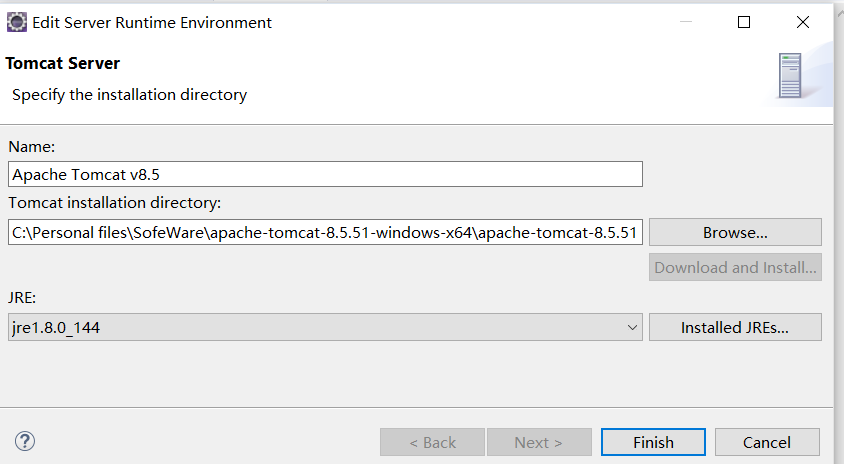 Edit Server Runtime Environment
Tomcat Server
Specify the installation directory
Name:
Apache Tomcat v8.5
Tomcat installation directory:
C:\Personal files\SofeWare\apache-tomcat-8.5.51-windows-x64\apache-tomcat-8.5.51
Browse...
Download and Install...
JRE:
jre1.8.0_144
Installed JREs...
?
< Back
Next >
Finish
Cancel